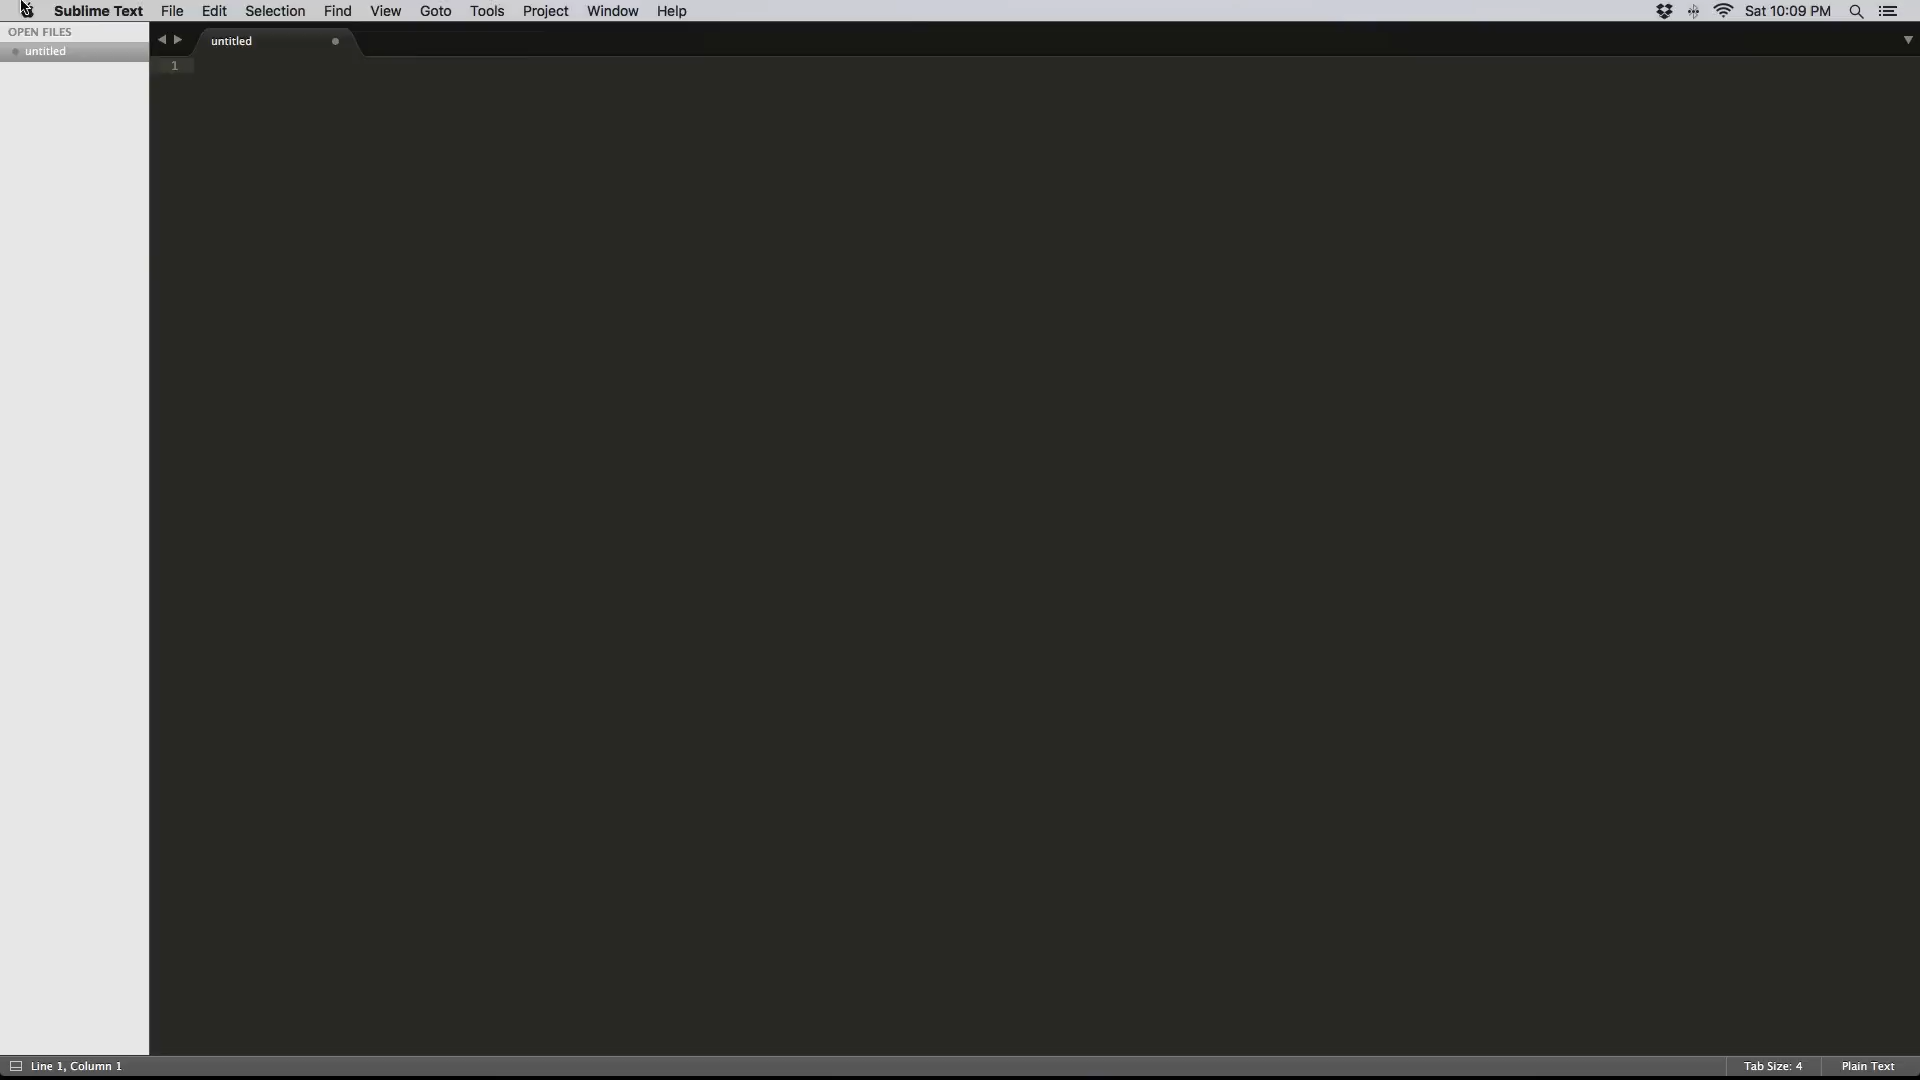 Sublime Text File Edit Selection Find View Goto Tools Project Window Help Sat 10:09 PM
OPEN FILES
untitled
untitled
1
Line 1, Column 1 Tab Size: 4 Plain Text